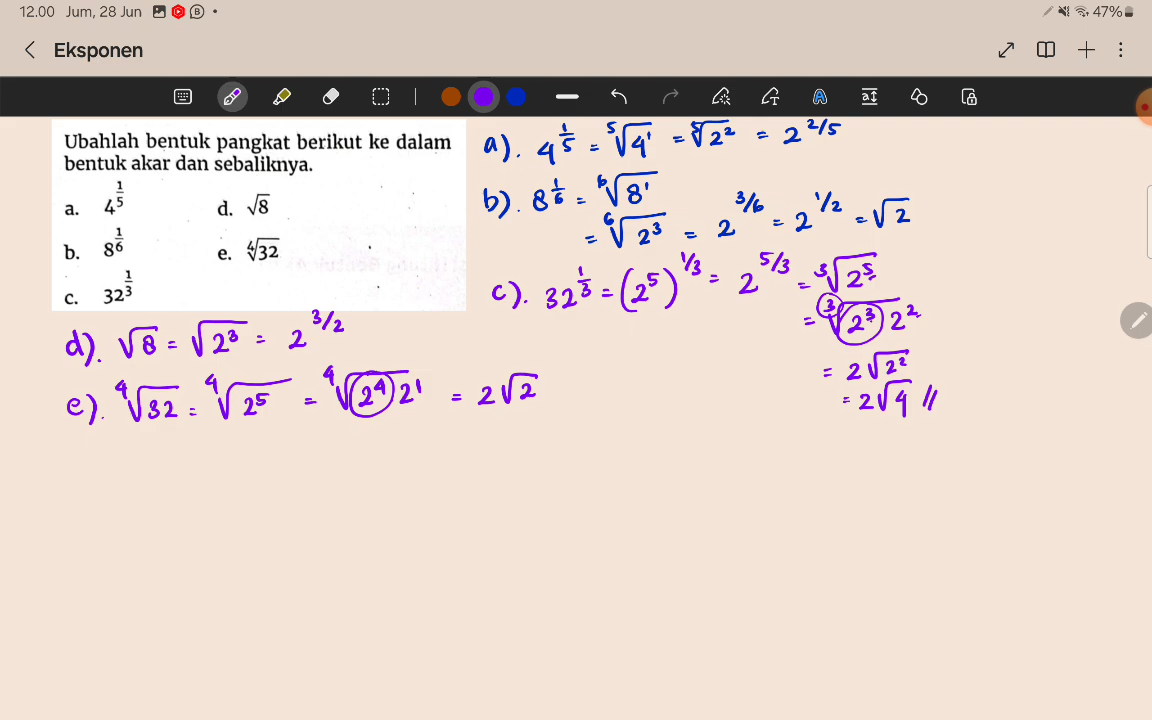 12.00 Jum, 28 Jun 47%
Eksponen
Ubahlah bentuk pangkat berikut ke dalam
bentuk akar dan sebaliknya.
a. 4^(1/5) d. √8
b. 8^(1/6) e. ⁴√32
c. 32^(1/3)
a). 4^(1/5) = ⁵√4¹ = ⁵√2² = 2^(2/5)
b). 8^(1/6) = ⁶√8¹
= ⁶√2³ = 2^(3/6) = 2^(1/2) = √2
c). 32^(1/3) = (2⁵)^(1/3) = 2^(5/3) = ³√2⁵
= ³√2³ 2²
= 2√2²
= 2√4 //
d). √8 = √2³ = 2^(3/2)
e). ⁴√32 = ⁴√2⁵ = ⁴√2⁴ 2¹ = 2√2